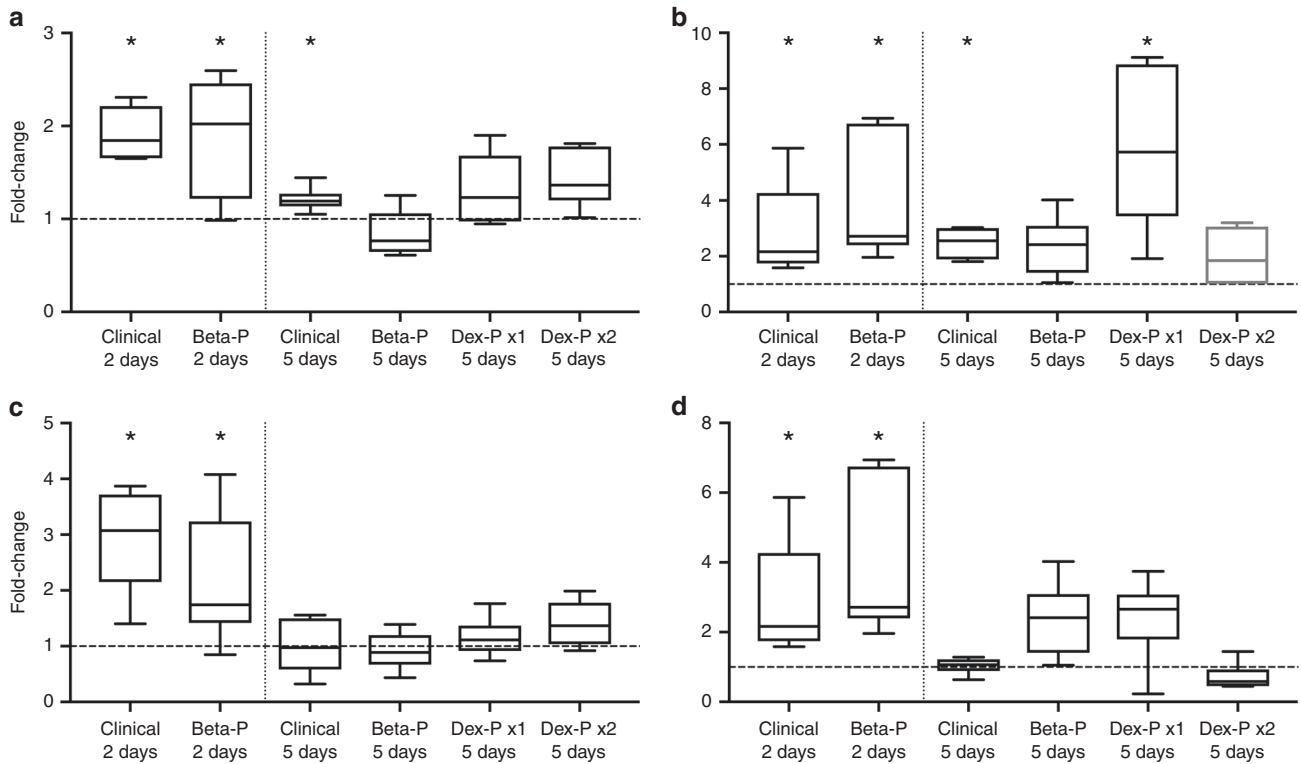 a
3
2
1
0
Fold-change
* * *
Clinical Beta-P Clinical Beta-P Dex-P x1 Dex-P x2
2 days 2 days 5 days 5 days 5 days 5 days
b
10
8
6
4
2
0
* * * *
Clinical Beta-P Clinical Beta-P Dex-P x1 Dex-P x2
2 days 2 days 5 days 5 days 5 days 5 days
c
5
4
3
2
1
0
Fold-change
* *
Clinical Beta-P Clinical Beta-P Dex-P x1 Dex-P x2
2 days 2 days 5 days 5 days 5 days 5 days
d
8
6
4
2
0
* *
Clinical Beta-P Clinical Beta-P Dex-P x1 Dex-P x2
2 days 2 days 5 days 5 days 5 days 5 days